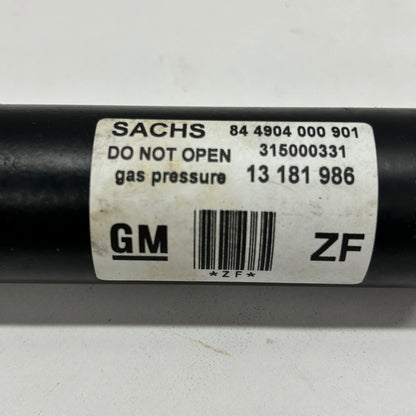 SACHS 84 4904 000 901
DO NOT OPEN 315000331
gas pressure 13 181 986
GM ZF
*ZF*